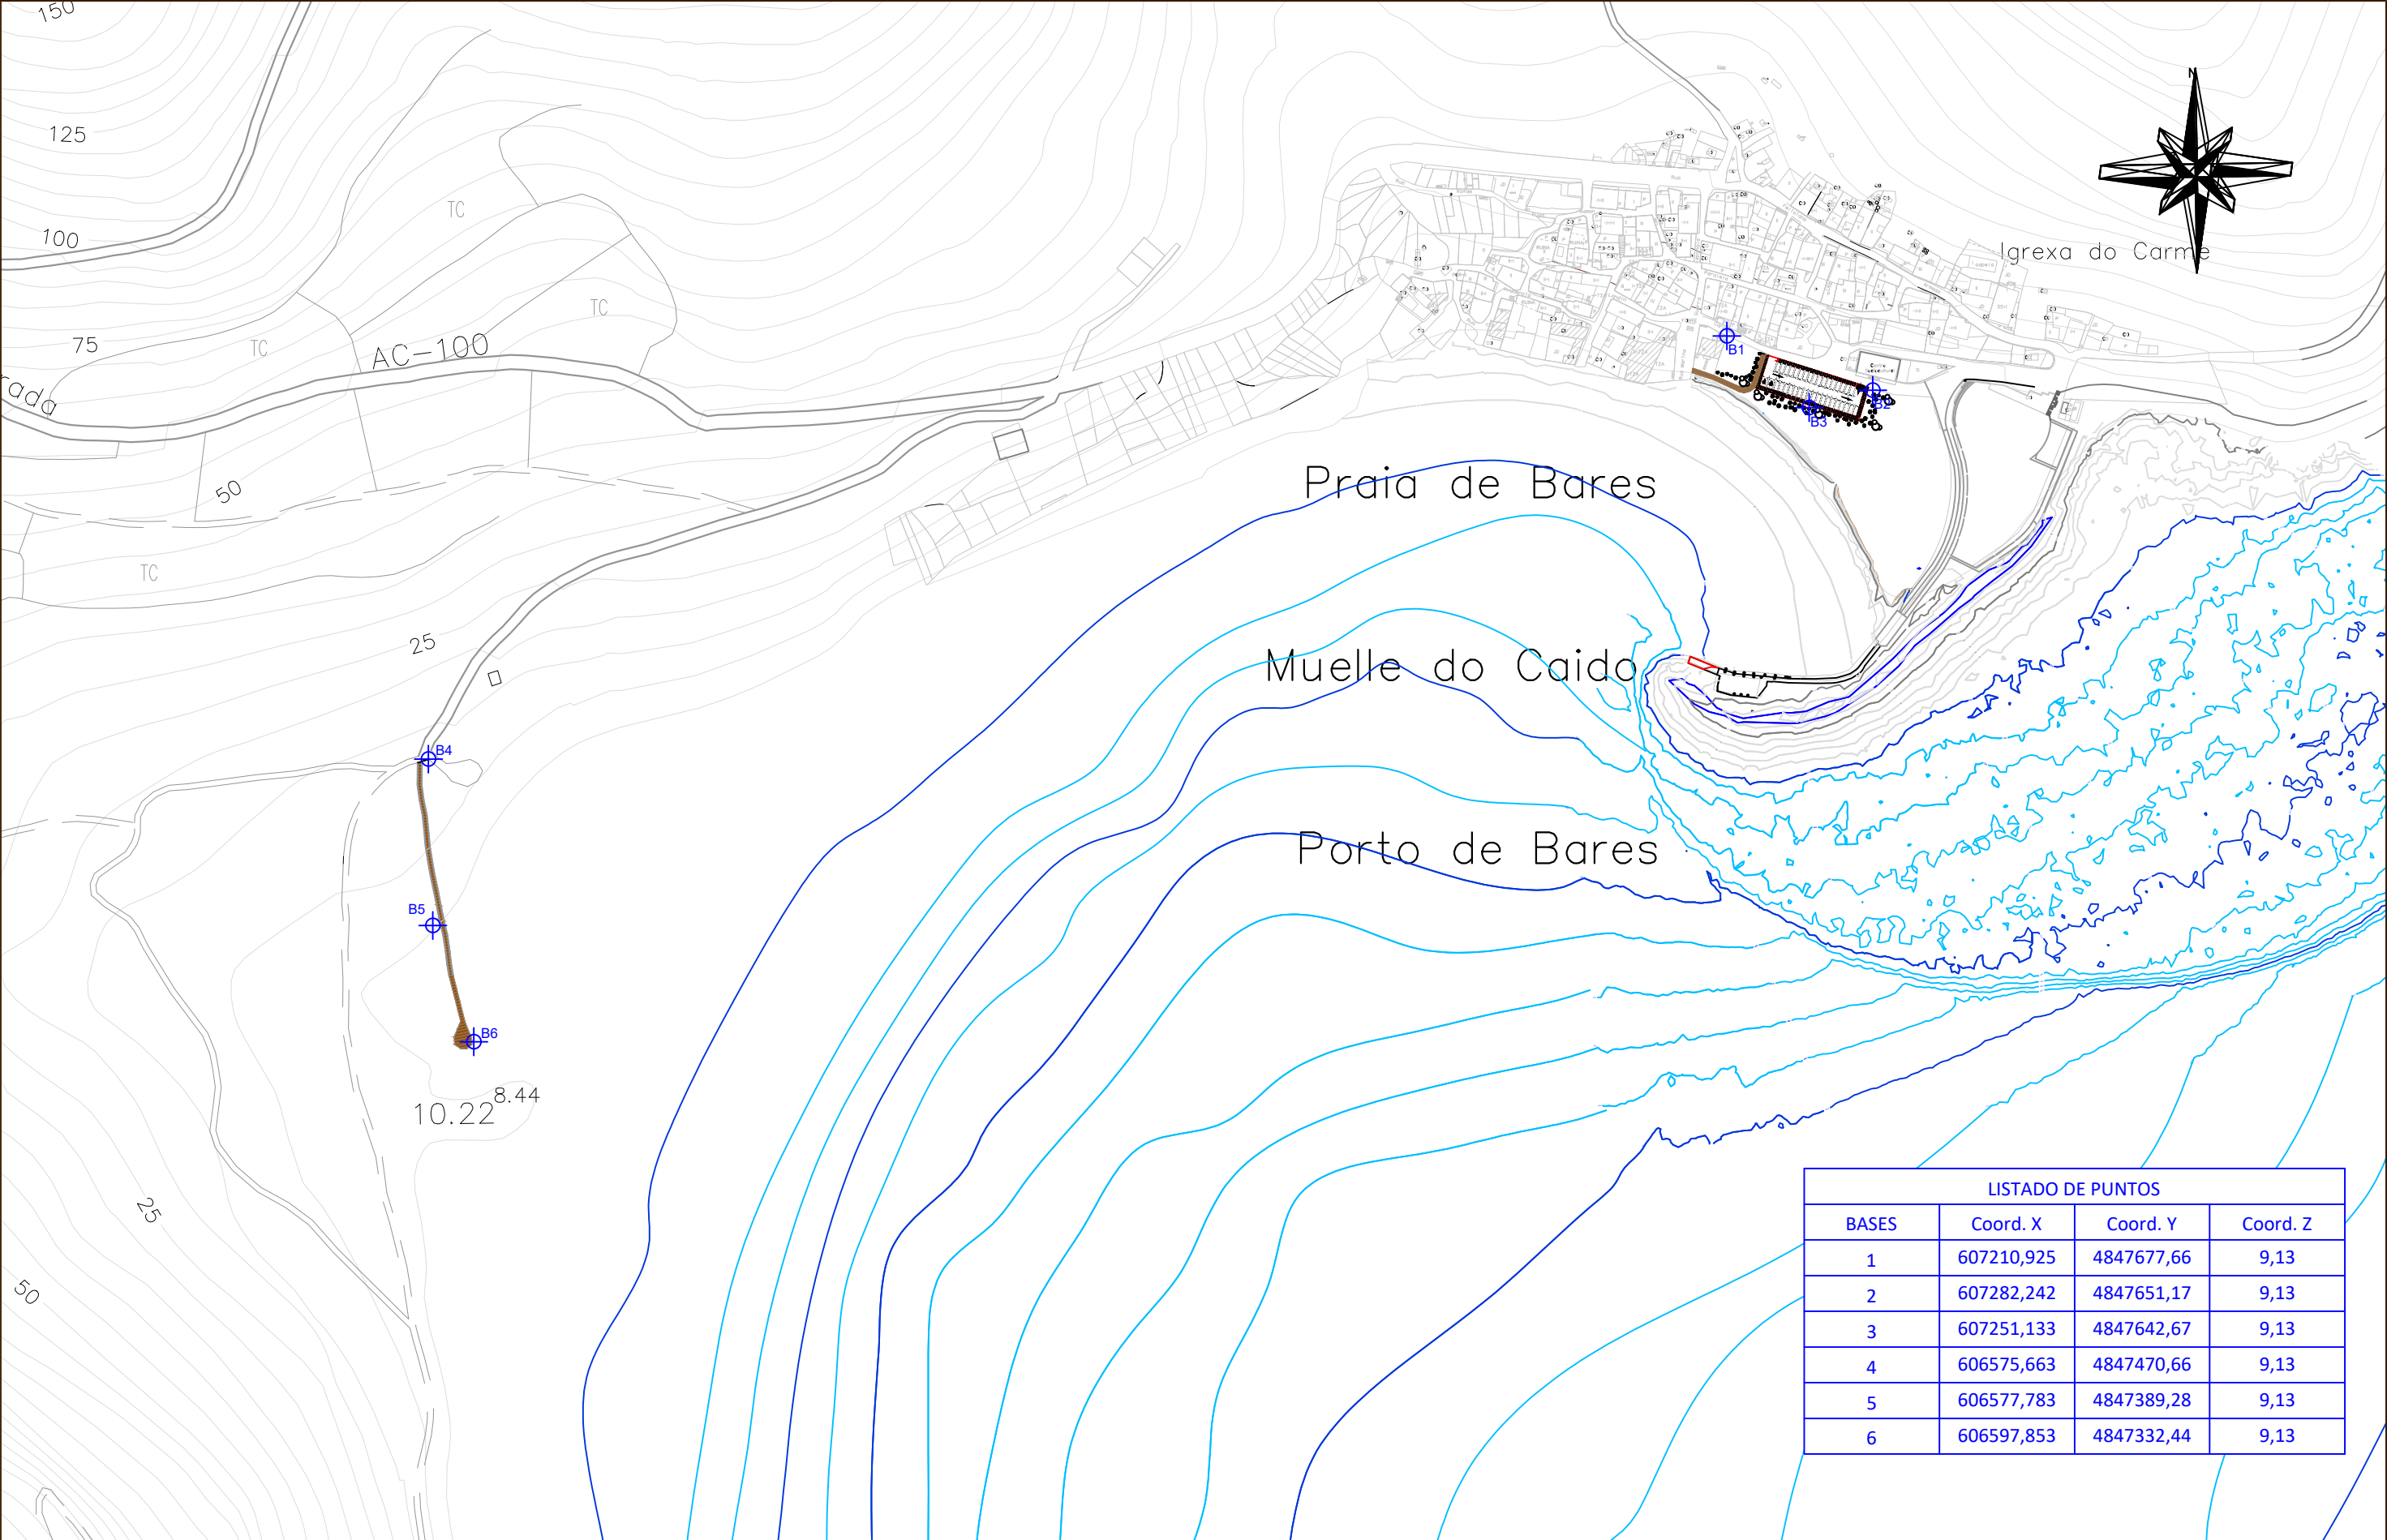 150
N
125
TC
100
Igrexa do Carme
TC
75
TC
AC-100
B1
rada
B2
B3
Praia de Bares
50
TC
25
Muelle do Caido
B4
Porto de Bares
B5
B6
8.44
10.22
25
50
LISTADO DE PUNTOS
BASES Coord. X Coord. Y Coord. Z
1 607210,925 4847677,66 9,13
2 607282,242 4847651,17 9,13
3 607251,133 4847642,67 9,13
4 606575,663 4847470,66 9,13
5 606577,783 4847389,28 9,13
6 606597,853 4847332,44 9,13